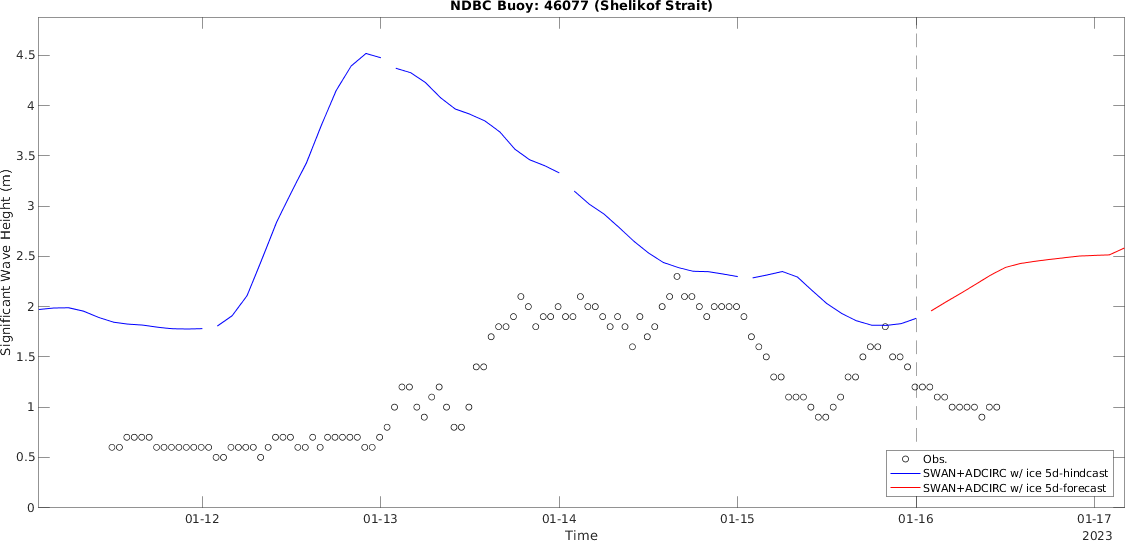 NDBC Buoy: 46077 (Shelikof Strait)
Significant Wave Height (m)
4.5
4
3.5
3
2.5
2
1.5
1
0.5
0
01-12
01-13
01-14
01-15
01-16
01-17
Time
2023
Obs.
SWAN+ADCIRC w/ ice 5d-hindcast
SWAN+ADCIRC w/ ice 5d-forecast